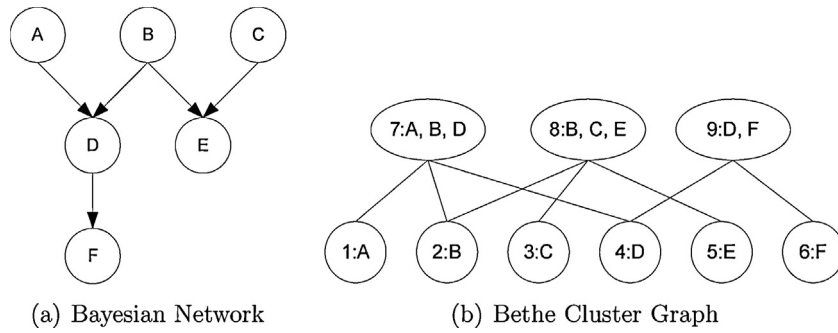 A B C
D E
F
(a) Bayesian Network
7:A, B, D 8:B, C, E 9:D, F
1:A 2:B 3:C 4:D 5:E 6:F
(b) Bethe Cluster Graph